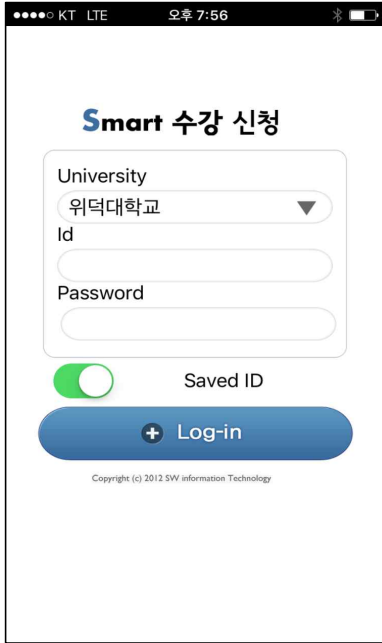 KT LTE 오후 7:56
Smart 수강 신청
University
위덕대학교
Id
Password
Saved ID
Log-in
Copyright (c) 2012 SW information Technology